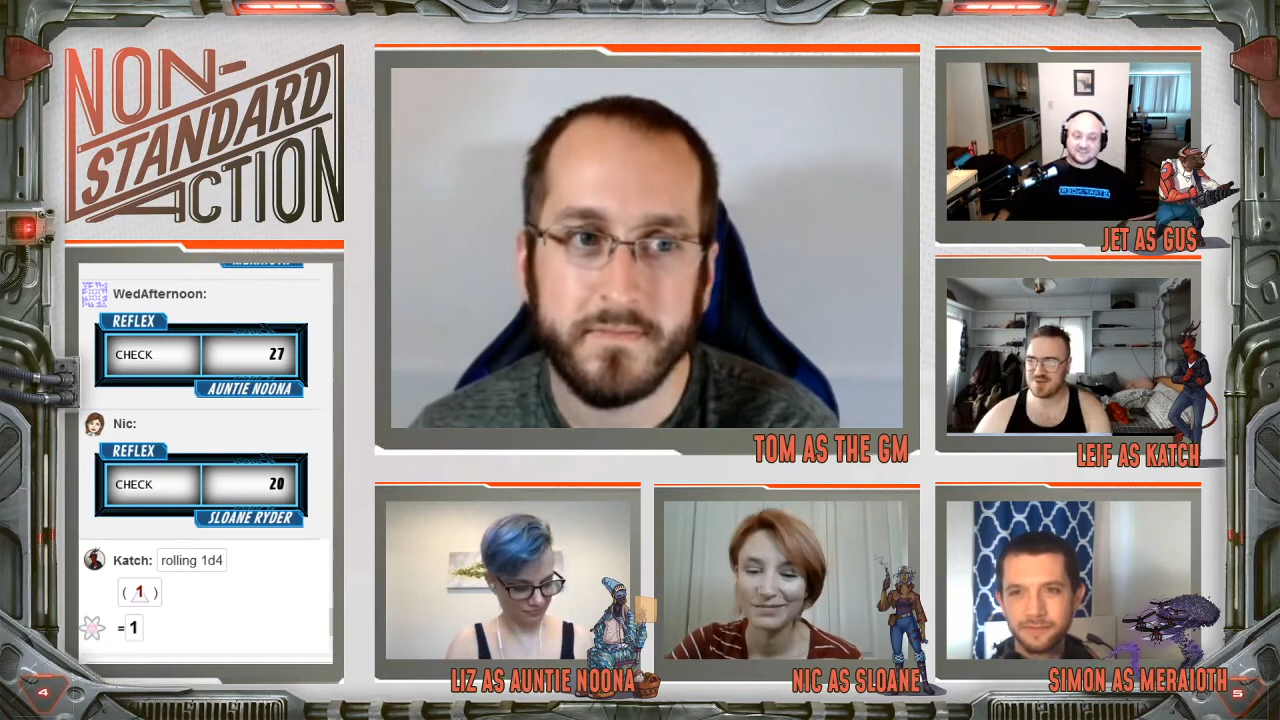 NON-
STANDARD
ACTION
WedAfternoon:
REFLEX
CHECK 27
AUNTIE NOONA
Nic:
REFLEX
CHECK 20
SLOANE RYDER
Katch: rolling 1d4
( 1 )
=1
TOM AS THE GM
JET AS GUS
LEIF AS KATCH
LIZ AS AUNTIE NOONA
NIC AS SLOANE
SIMON AS MERAIOTH
4
5